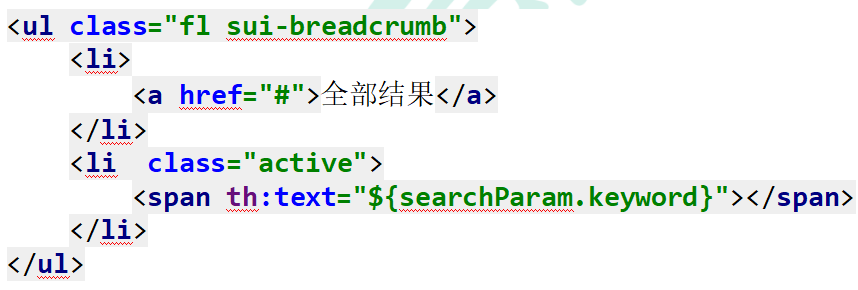 <ul class="fl sui-breadcrumb">
    <li>
        <a href="#">全部结果</a>
    </li>
    <li  class="active">
        <span th:text="${searchParam.keyword}"></span>
    </li>
</ul>